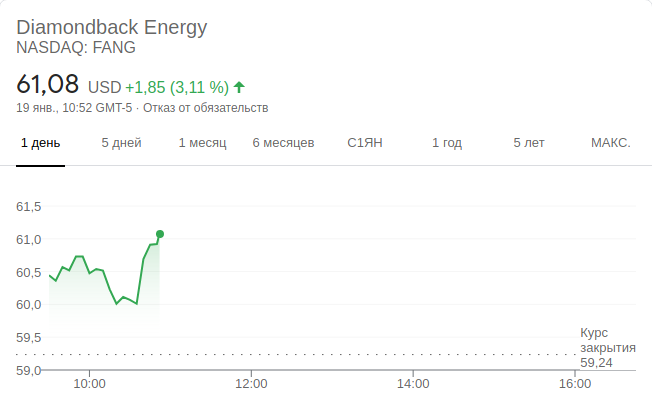 Diamondback Energy
NASDAQ: FANG
61,08 USD +1,85 (3,11 %)
19 янв., 10:52 GMT-5 · Отказ от обязательств
1 день 5 дней 1 месяц 6 месяцев С1ЯН 1 год 5 лет МАКС.
61,5
61,0
60,5
60,0
59,5
Курс
закрытия
59,24
59,0
10:00 12:00 14:00 16:00